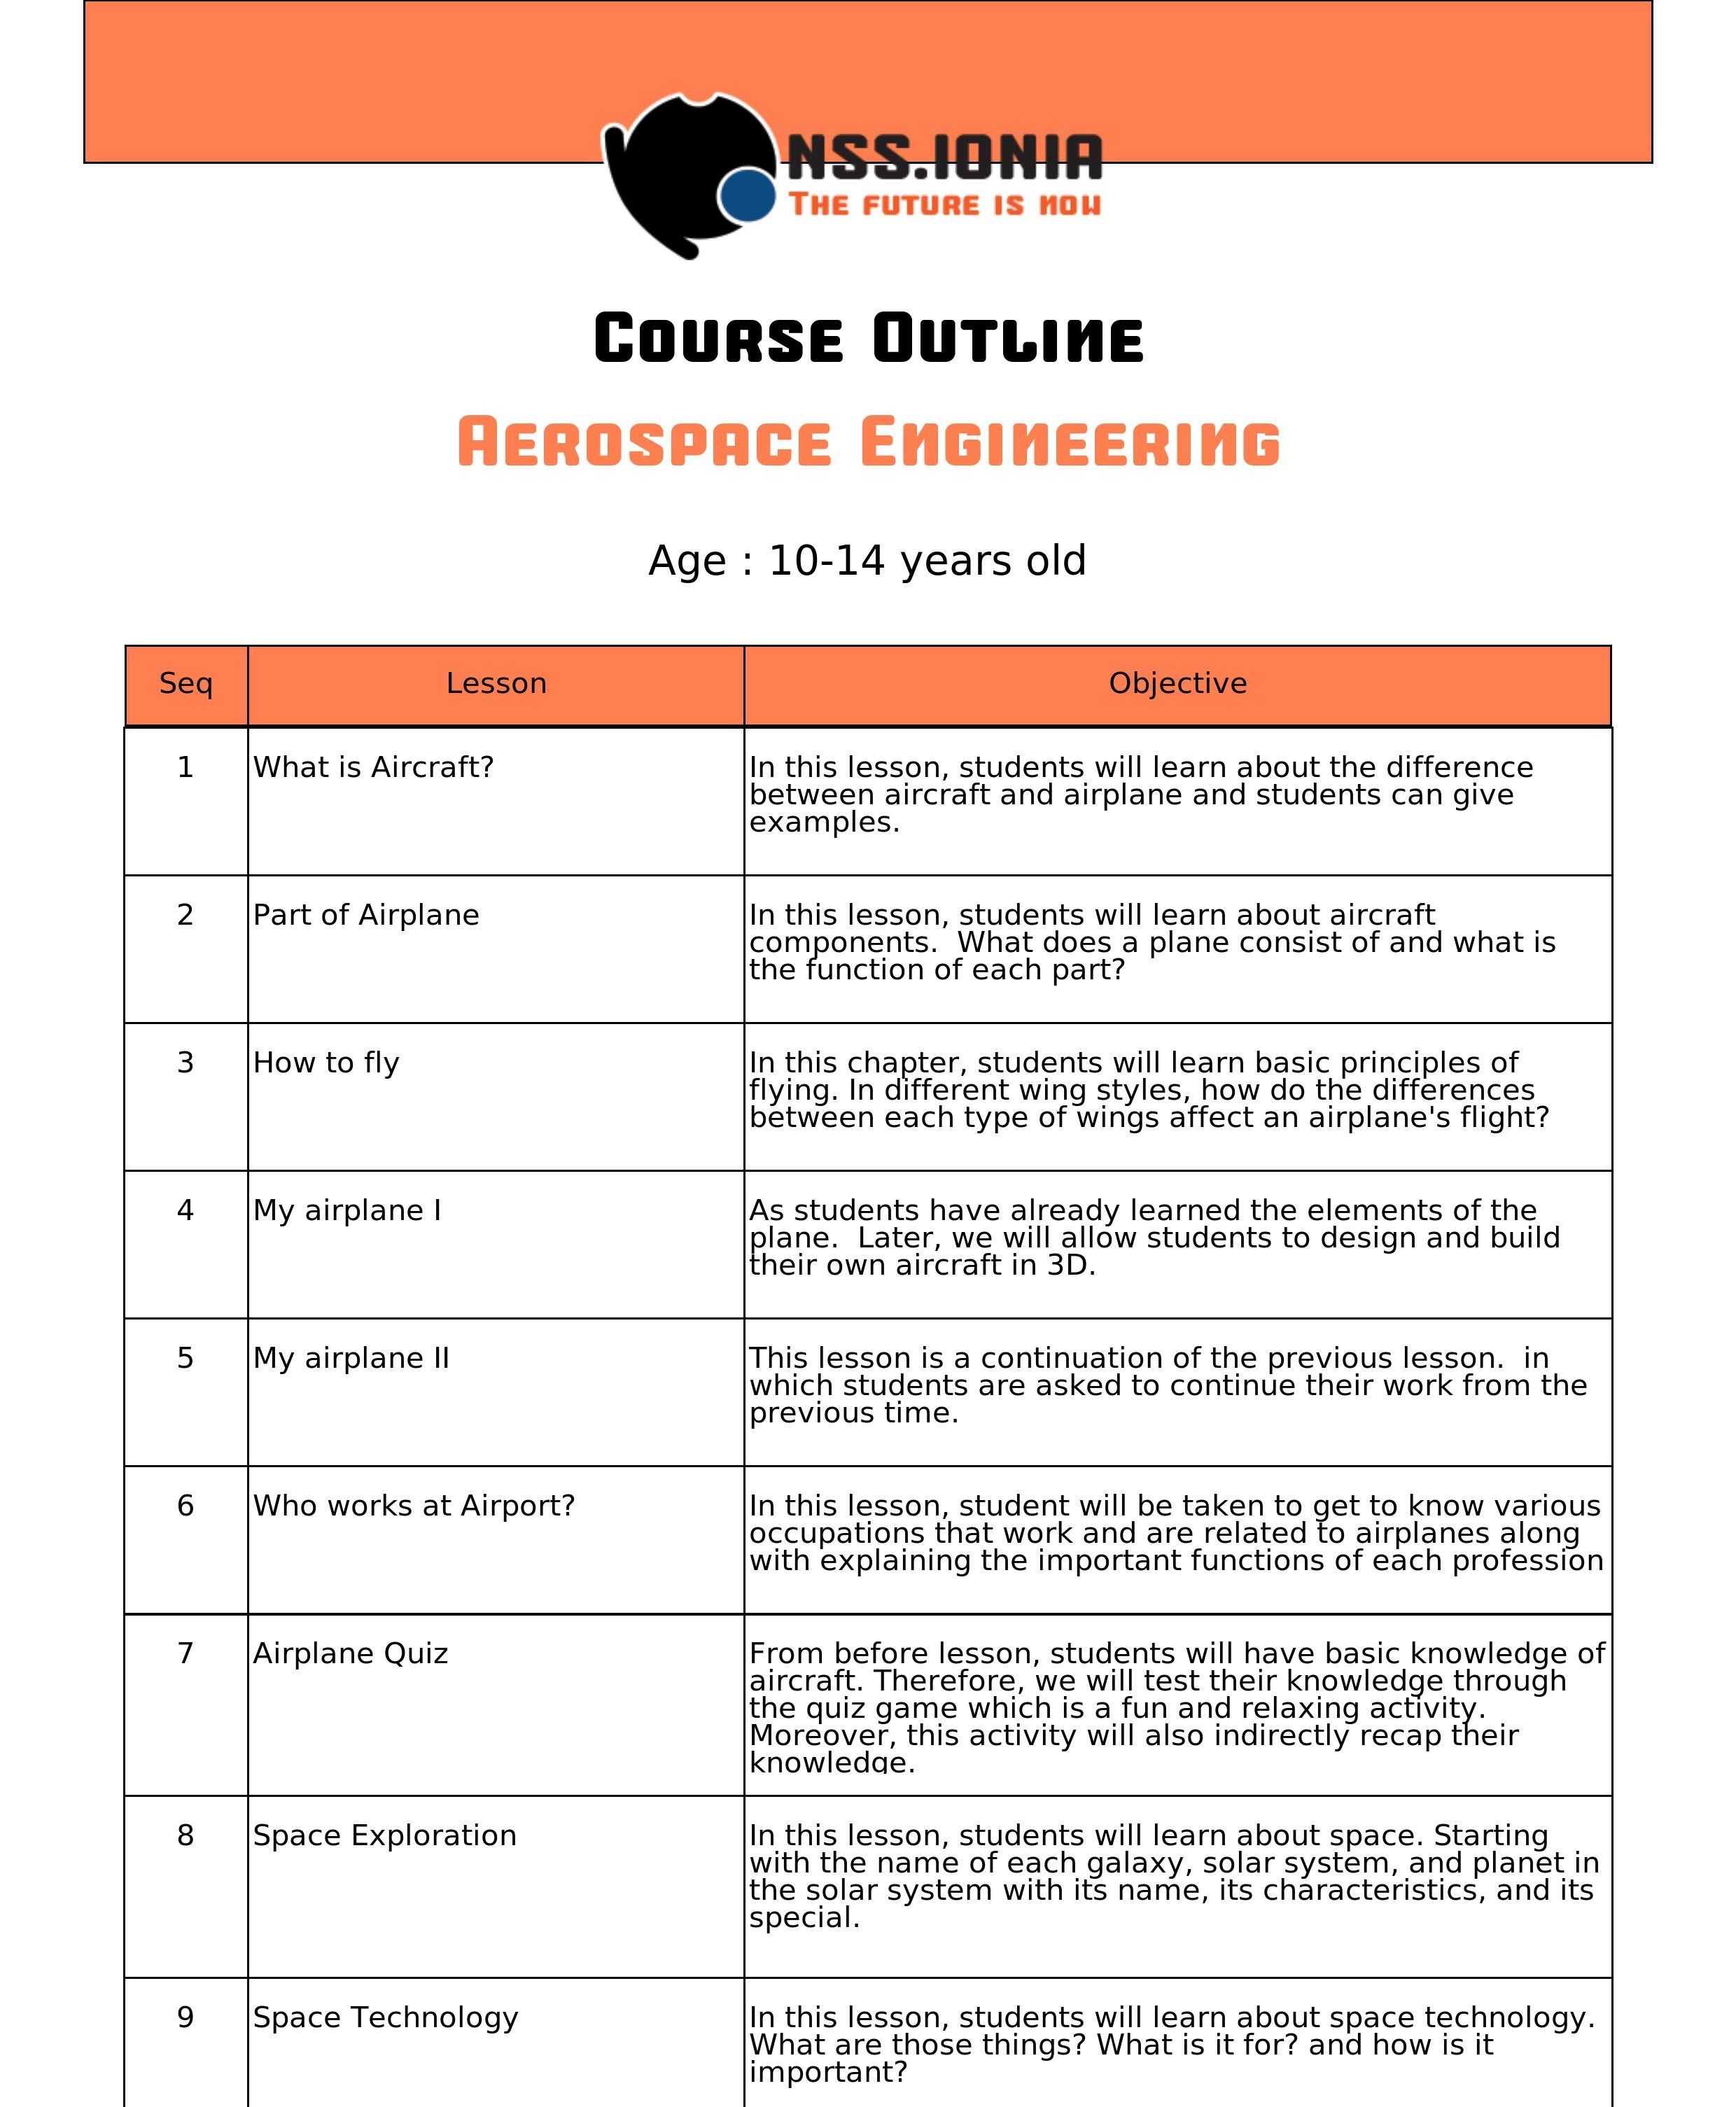 NSS.IONIA
The future is now
Course Outline
Aerospace Engineering
Age : 10-14 years old
Seq Lesson Objective
1 What is Aircraft? In this lesson, students will learn about the difference
between aircraft and airplane and students can give
examples.
2 Part of Airplane In this lesson, students will learn about aircraft
components.  What does a plane consist of and what is
the function of each part?
3 How to fly In this chapter, students will learn basic principles of
flying. In different wing styles, how do the differences
between each type of wings affect an airplane's flight?
4 My airplane I As students have already learned the elements of the
plane.  Later, we will allow students to design and build
their own aircraft in 3D.
5 My airplane II This lesson is a continuation of the previous lesson.  in
which students are asked to continue their work from the
previous time.
6 Who works at Airport? In this lesson, student will be taken to get to know various
occupations that work and are related to airplanes along
with explaining the important functions of each profession
7 Airplane Quiz From before lesson, students will have basic knowledge of
aircraft. Therefore, we will test their knowledge through
the quiz game which is a fun and relaxing activity.
Moreover, this activity will also indirectly recap their
knowledge.
8 Space Exploration In this lesson, students will learn about space. Starting
with the name of each galaxy, solar system, and planet in
the solar system with its name, its characteristics, and its
special.
9 Space Technology In this lesson, students will learn about space technology.
What are those things? What is it for? and how is it
important?